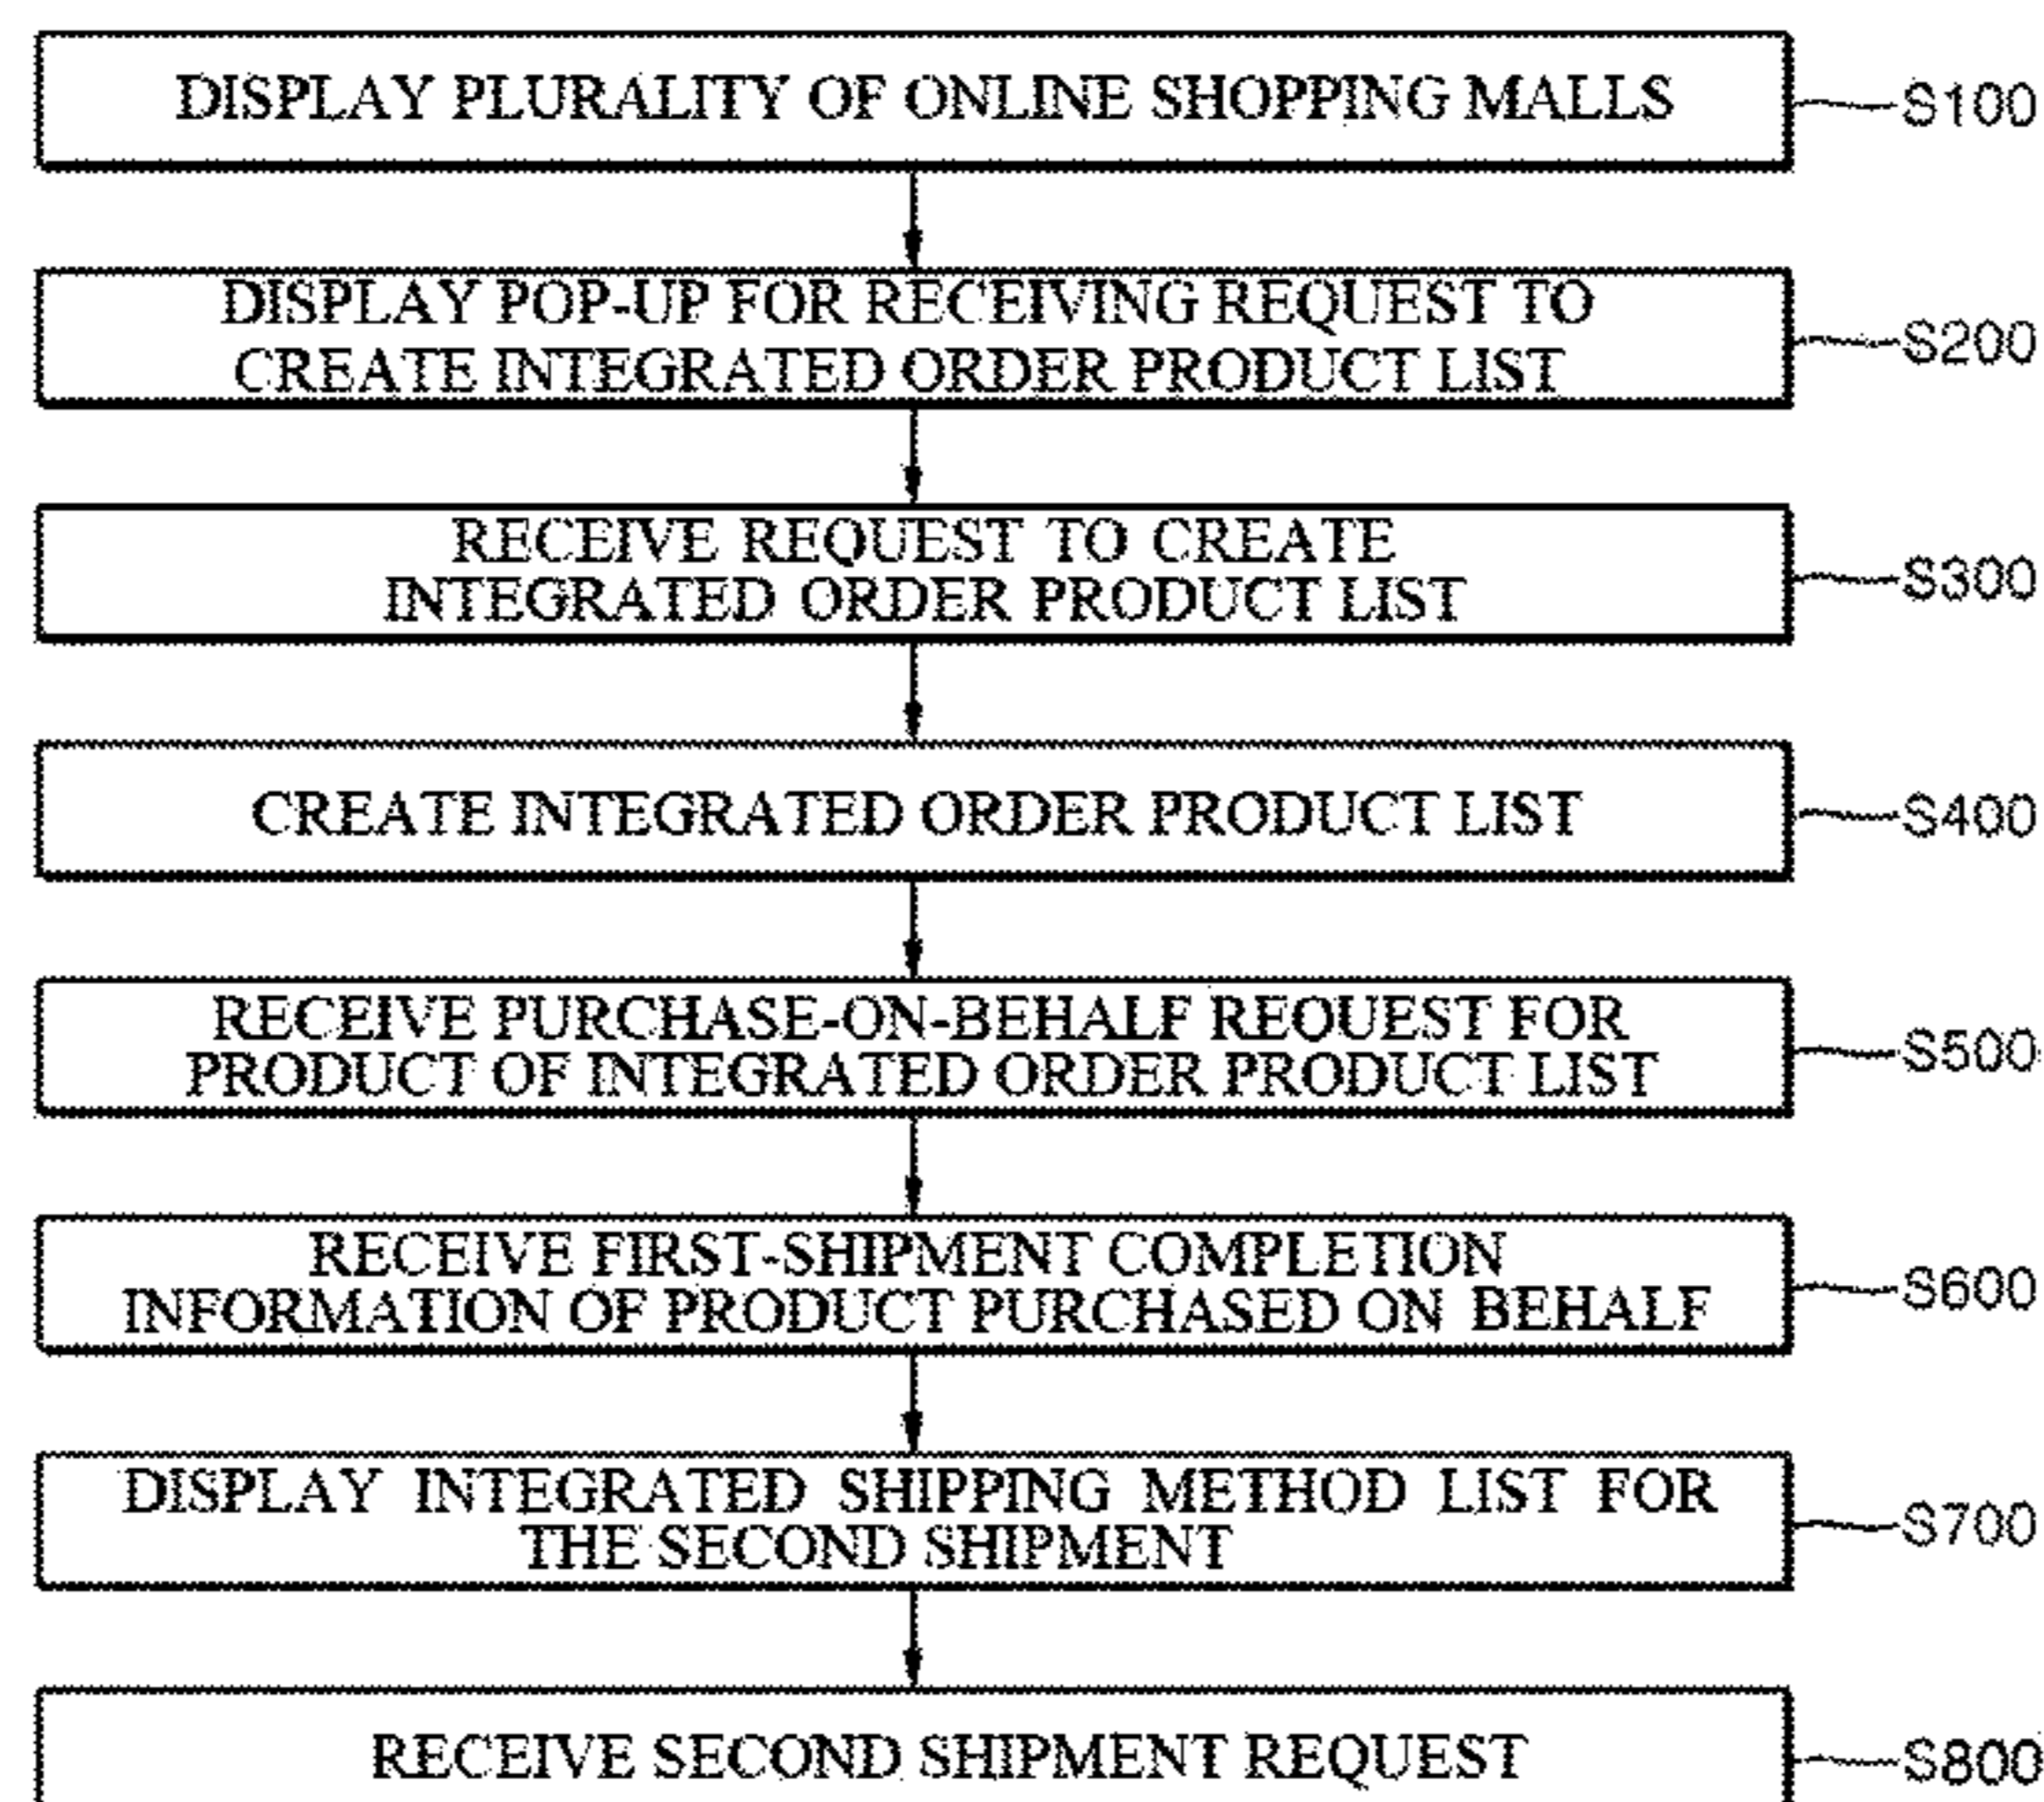 DISPLAY PLURALITY OF ONLINE SHOPPING MALLS
S100
DISPLAY POP-UP FOR RECEIVING REQUEST TO
CREATE INTEGRATED ORDER PRODUCT LIST
S200
RECEIVE REQUEST TO CREATE
INTEGRATED ORDER PRODUCT LIST
S300
CREATE INTEGRATED ORDER PRODUCT LIST
S400
RECEIVE PURCHASE-ON-BEHALF REQUEST FOR
PRODUCT OF INTEGRATED ORDER PRODUCT LIST
S500
RECEIVE FIRST-SHIPMENT COMPLETION
INFORMATION OF PRODUCT PURCHASED ON BEHALF
S600
DISPLAY INTEGRATED SHIPPING METHOD LIST FOR
THE SECOND SHIPMENT
S700
RECEIVE SECOND SHIPMENT REQUEST
S800